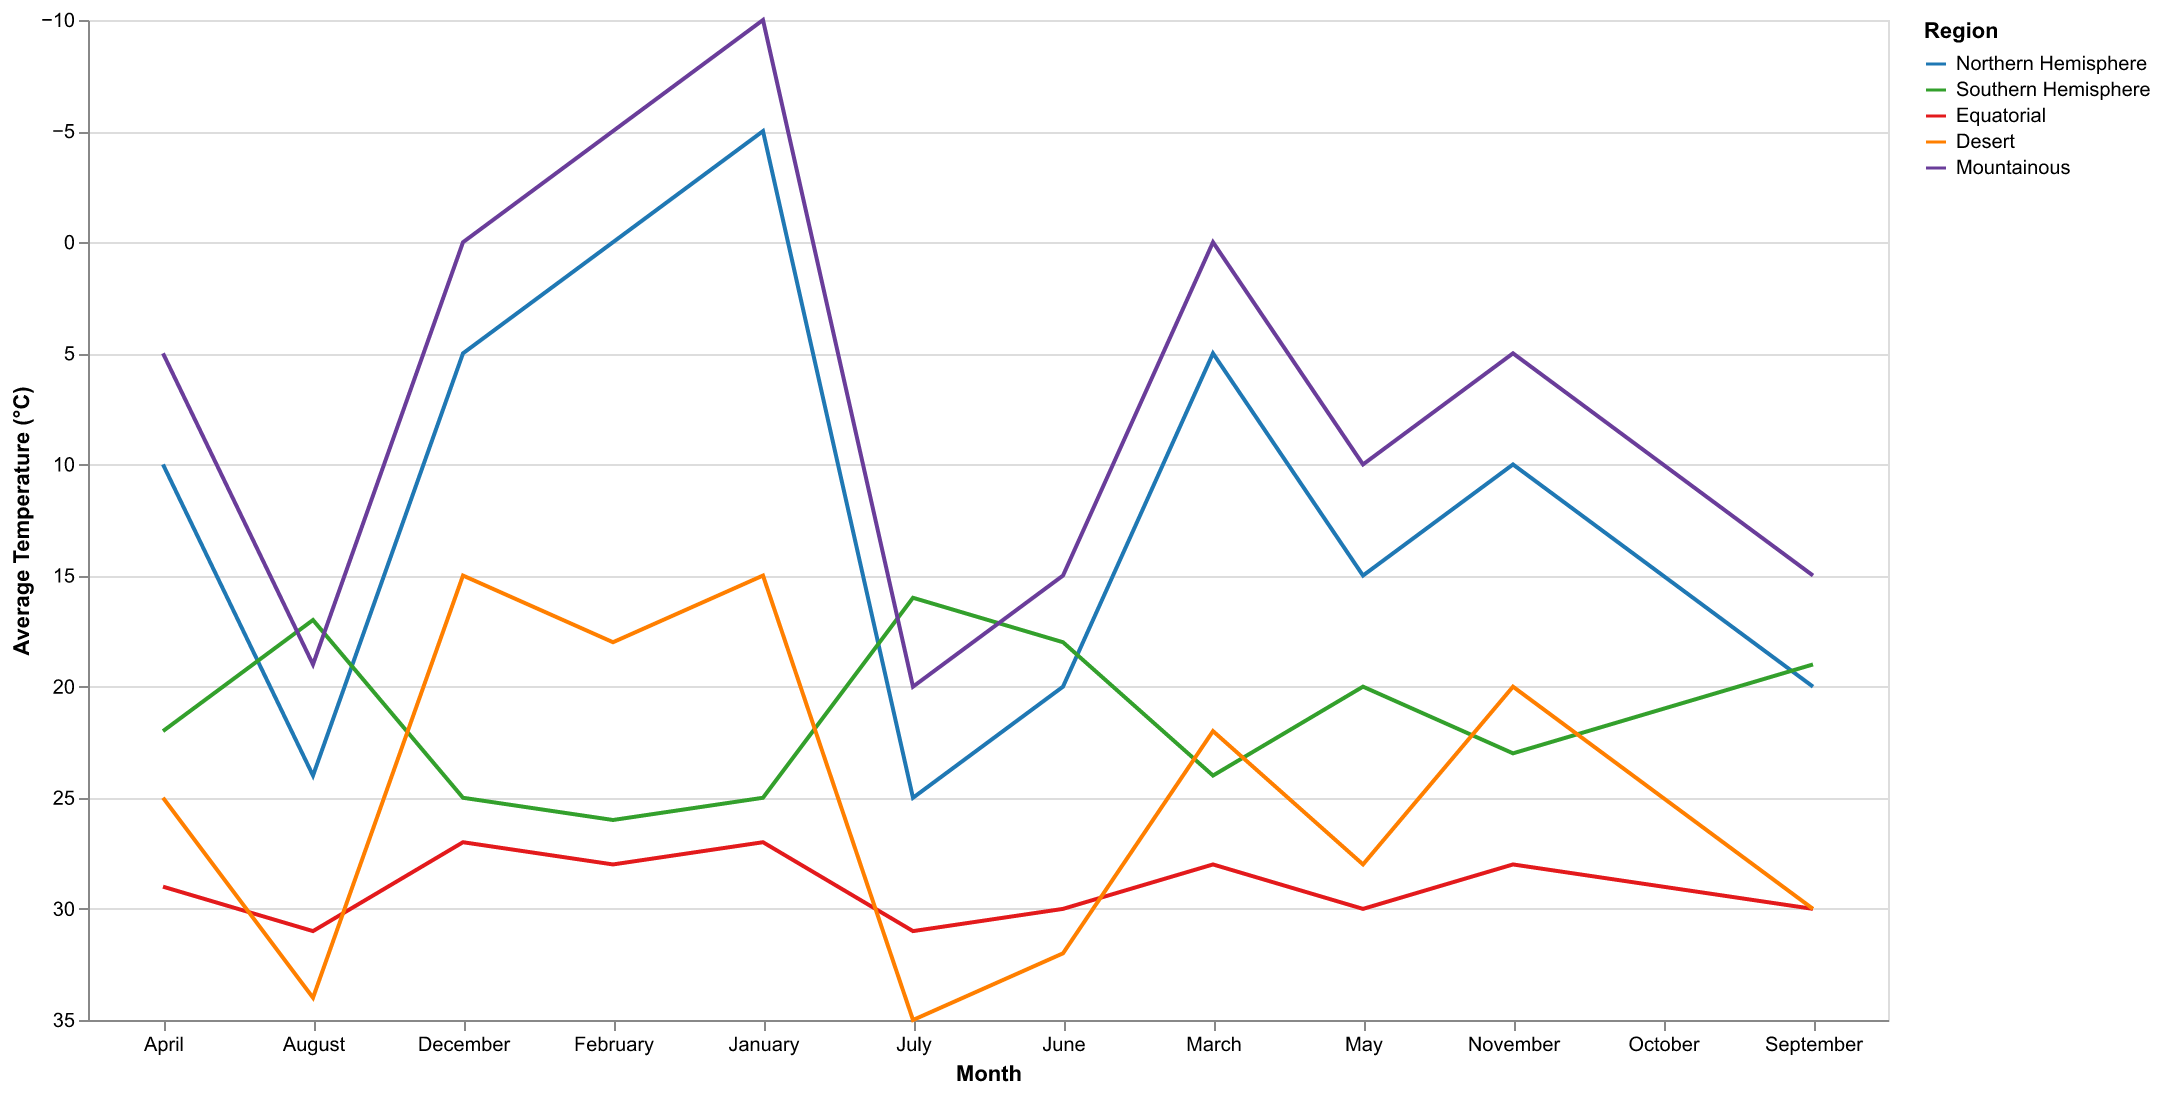 −10
−5
0
5
10
15
20
25
30
35
Average Temperature (°C)
April August December February January July June March May November October September
Month
Region
Northern Hemisphere
Southern Hemisphere
Equatorial
Desert
Mountainous